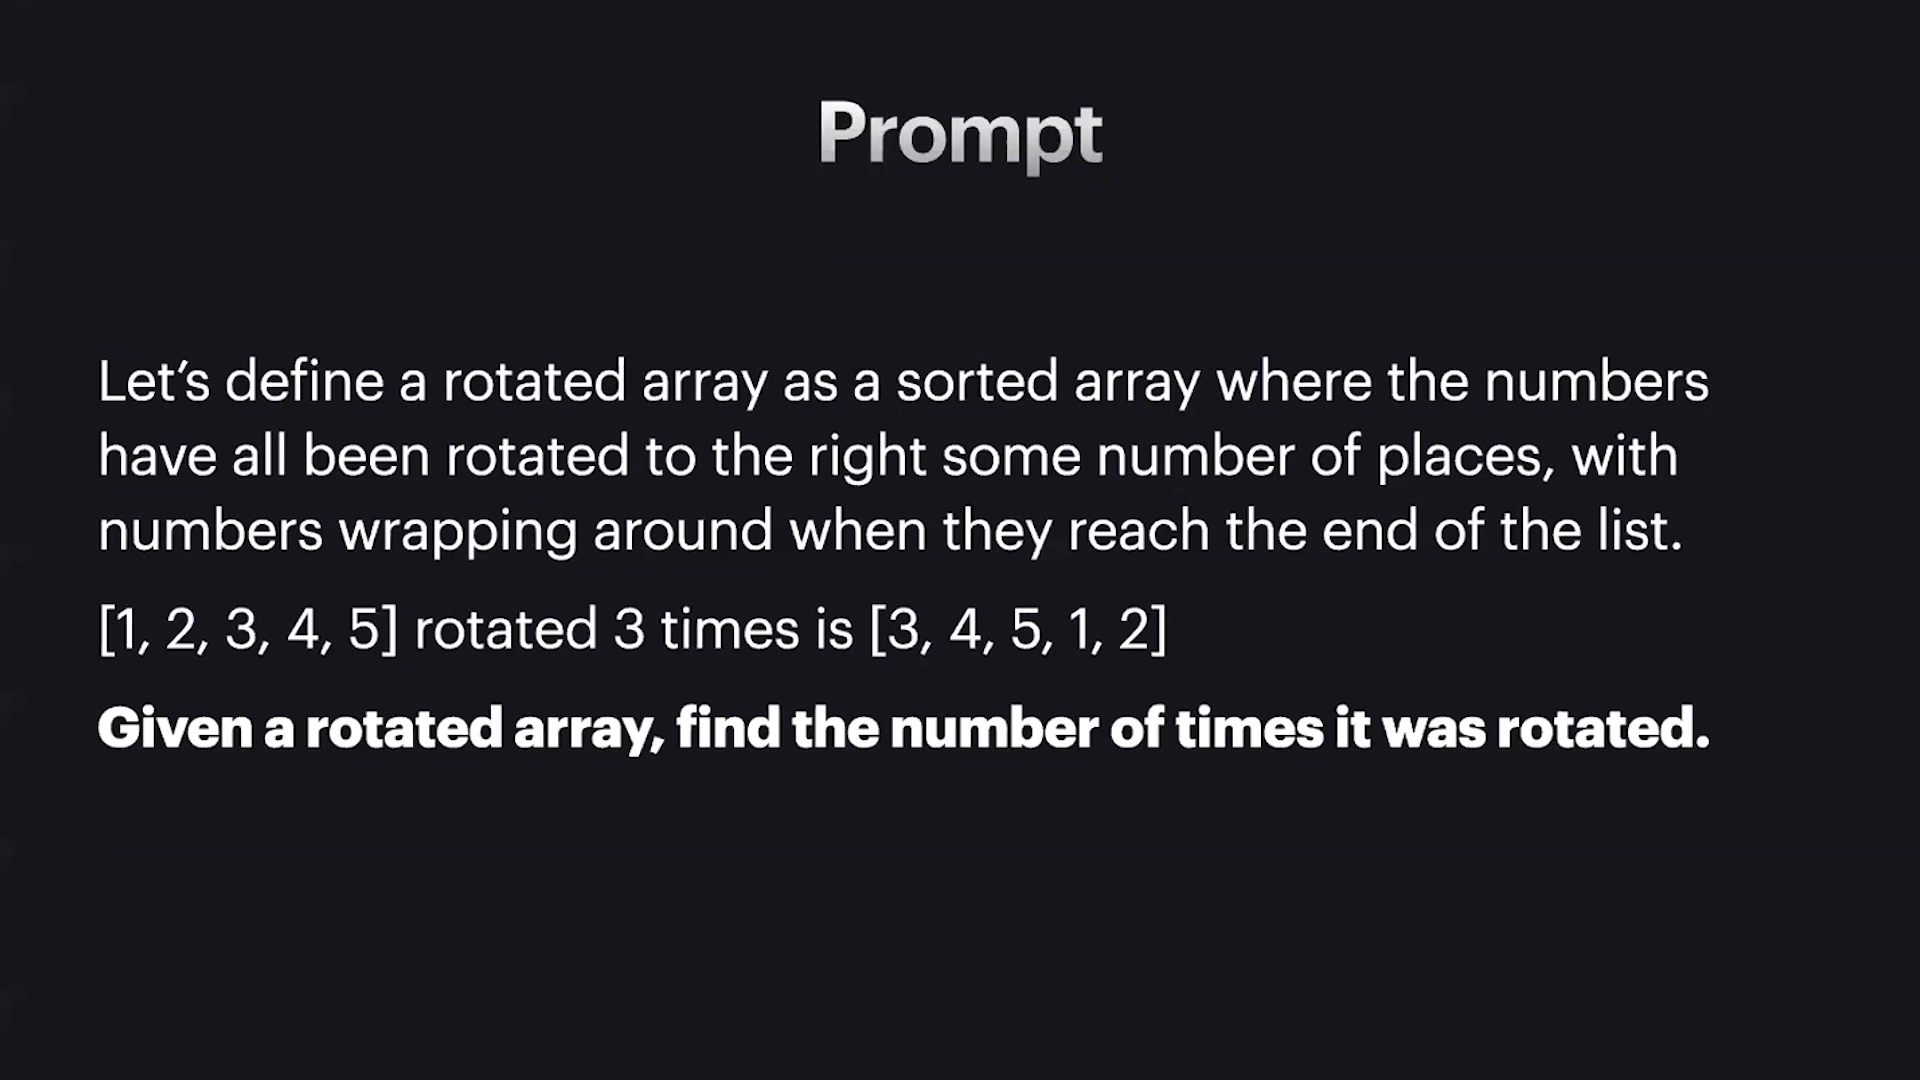 Prompt
Let’s define a rotated array as a sorted array where the numbers
have all been rotated to the right some number of places, with
numbers wrapping around when they reach the end of the list.
[1, 2, 3, 4, 5] rotated 3 times is [3, 4, 5, 1, 2]
Given a rotated array, find the number of times it was rotated.